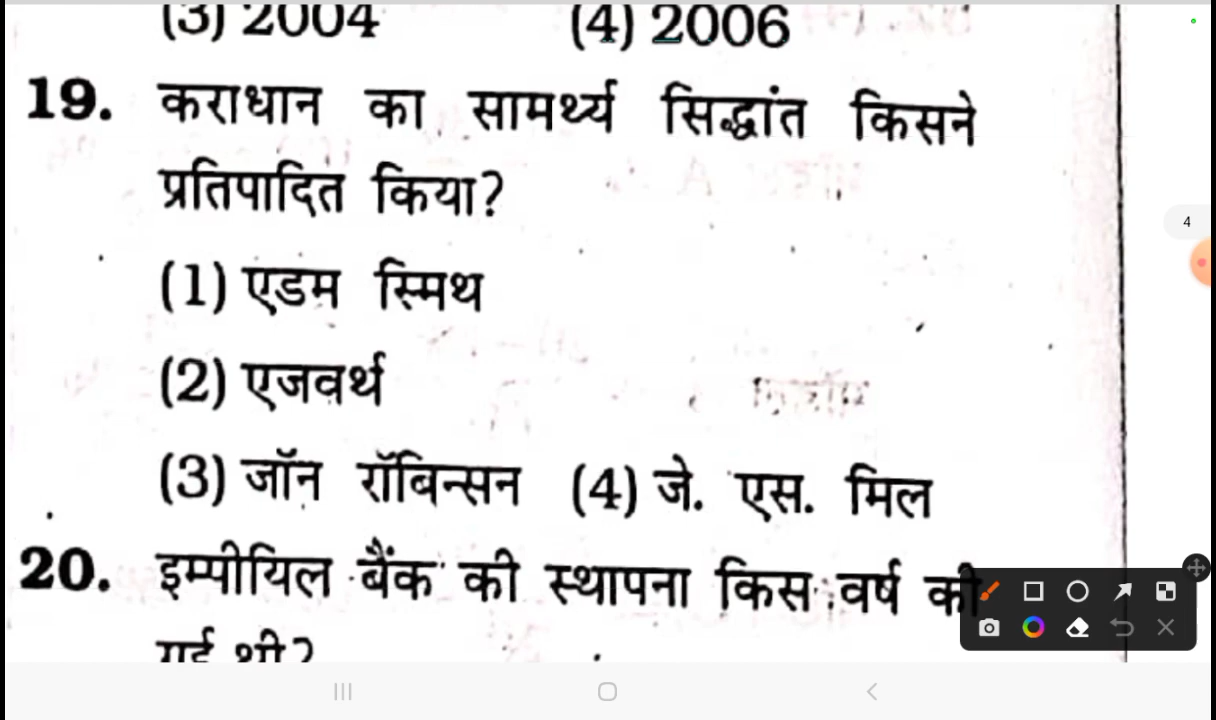 (3) 2004 (4) 2006
19. कराधान का सामर्थ्य सिद्धांत किसने
4
प्रतिपादित किया?
(1) एडम स्मिथ
(2) एजवर्थ
(3) जॉन रॉबिन्सन (4) जे. एस. मिल
20. इम्पीयिल बैंक की स्थापना किस वर्ष की
गई थी?